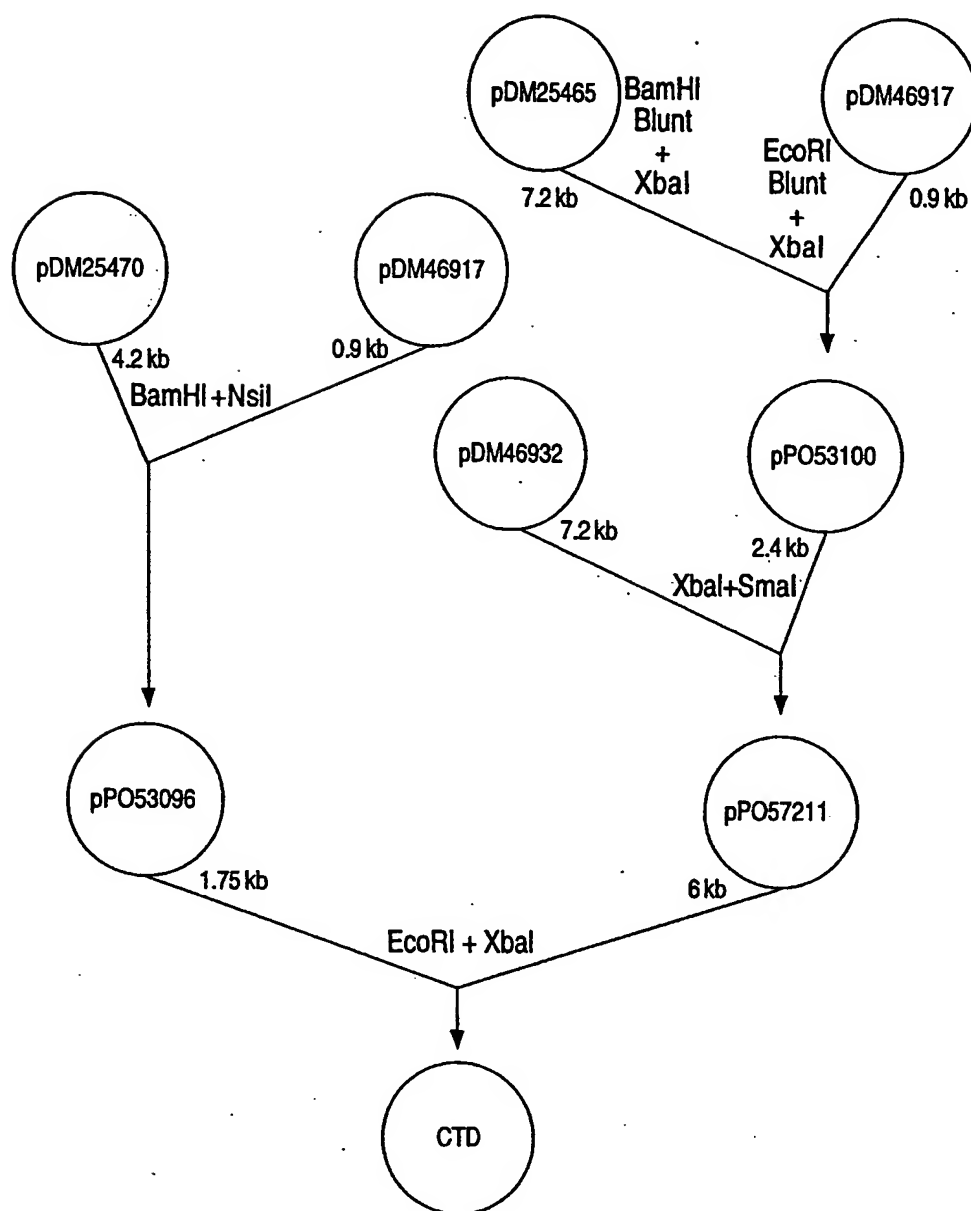 pDM25465
BamHI
Blunt
+
XbaI
pDM46917
EcoRI
Blunt
+
XbaI
7.2 kb
0.9 kb
pDM25470
pDM46917
4.2 kb
0.9 kb
BamHI + NsiI
pDM46932
pPO53100
7.2 kb
2.4 kb
XbaI+SmaI
pPO53096
pPO57211
1.75 kb
6 kb
EcoRI + XbaI
CTD